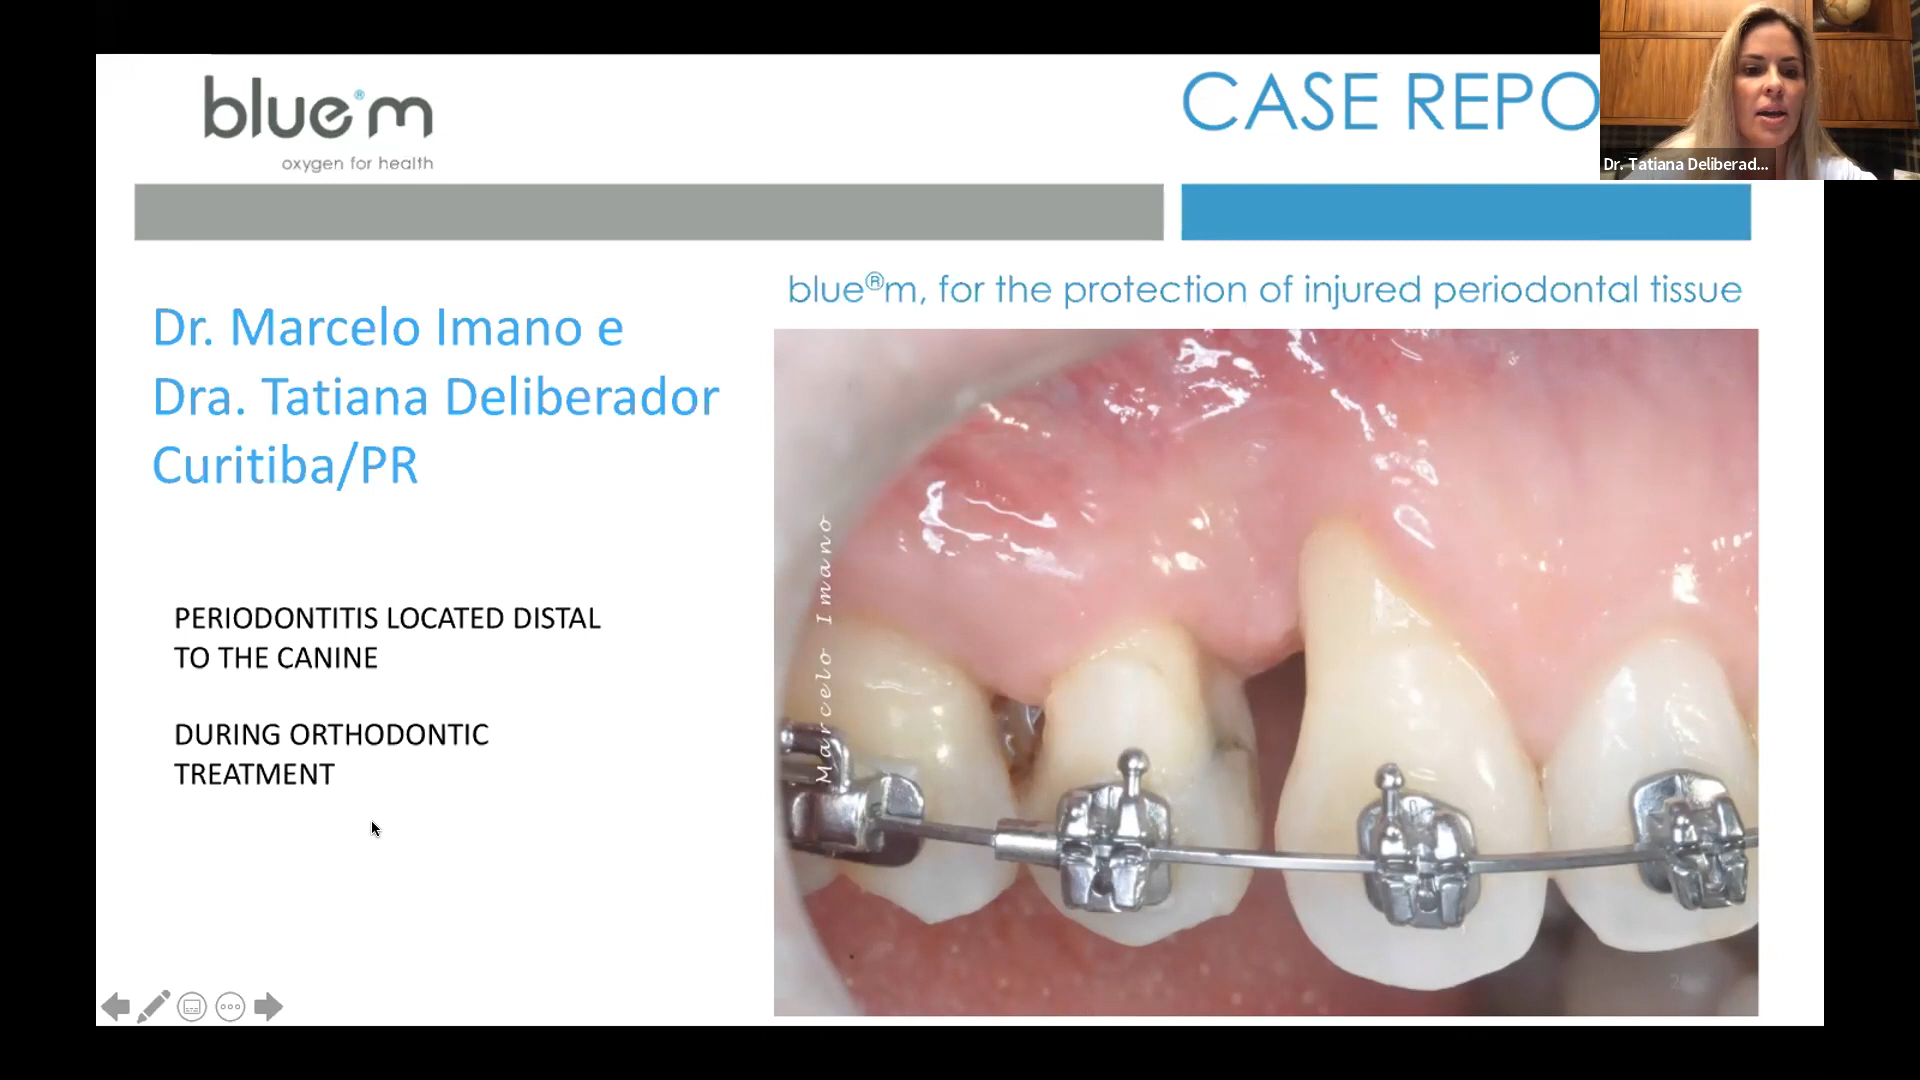 blue®m
oxygen for health
CASE REPO
Dr. Tatiana Deliberad...
blue®m, for the protection of injured periodontal tissue
Dr. Marcelo Imano e
Dra. Tatiana Deliberador
Curitiba/PR
PERIODONTITIS LOCATED DISTAL
TO THE CANINE
DURING ORTHODONTIC
TREATMENT
Marcelo Imano